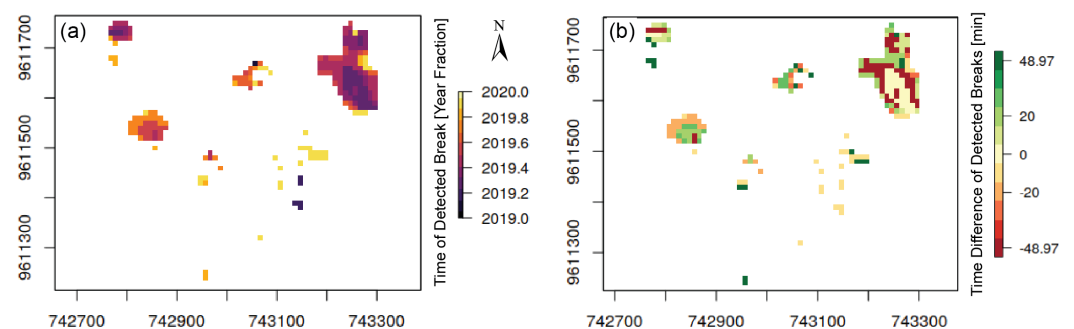 (a)
9611700
9611500
9611300
742700 742900 743100 743300
N
Time of Detected Break [Year Fraction]
2020.0
2019.8
2019.6
2019.4
2019.2
2019.0
(b)
9611700
9611500
9611300
742700 742900 743100 743300
Time Difference of Detected Breaks [min]
48.97
20
0
-20
-48.97